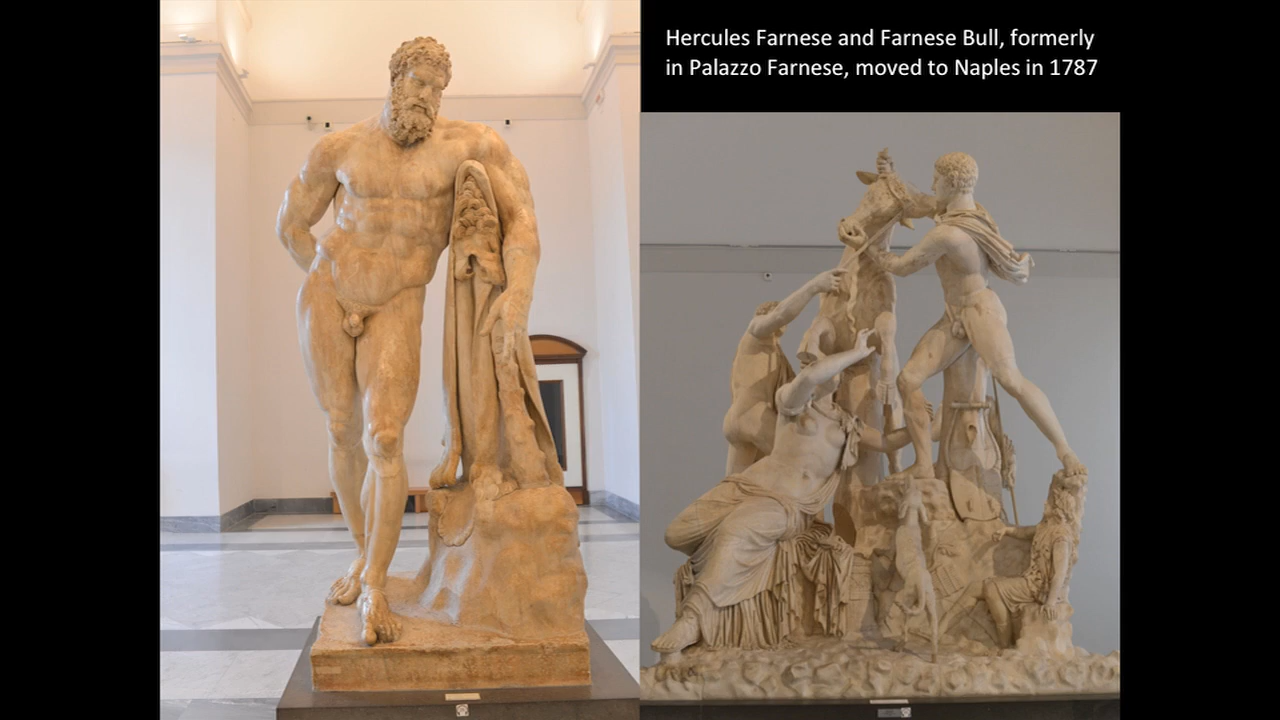 Hercules Farnese and Farnese Bull, formerly
in Palazzo Farnese, moved to Naples in 1787